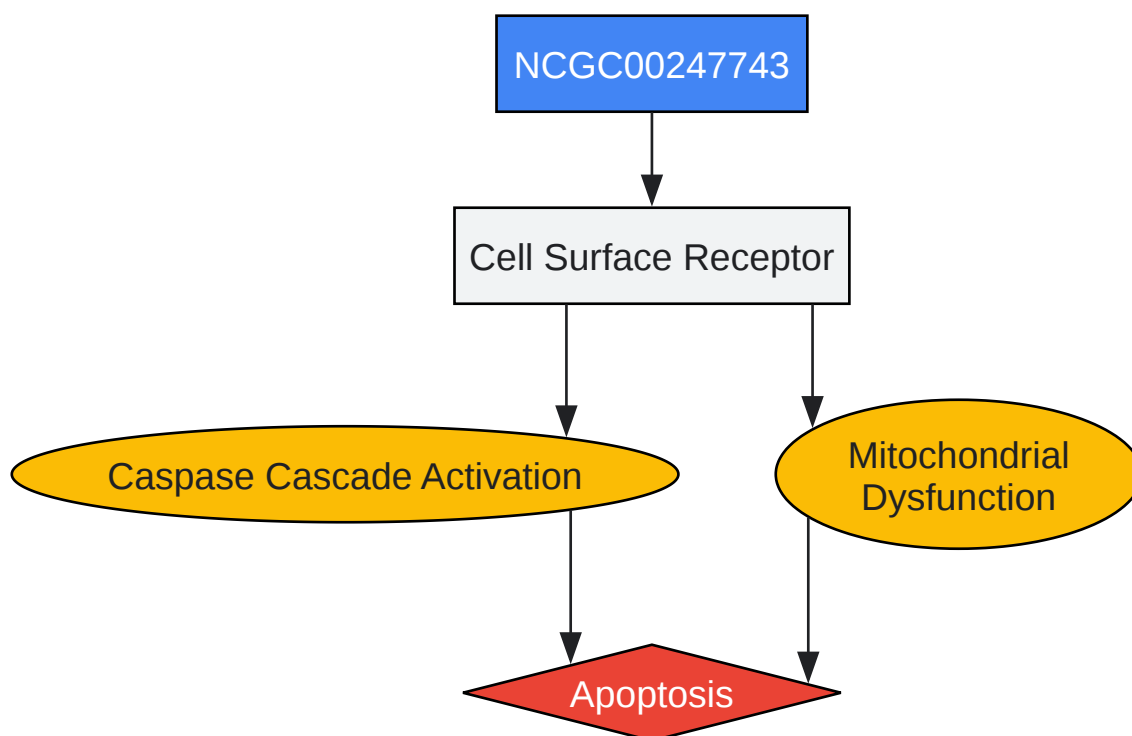 NCGC00247743
Cell Surface Receptor
Caspase Cascade Activation
Mitochondrial
Dysfunction
Apoptosis